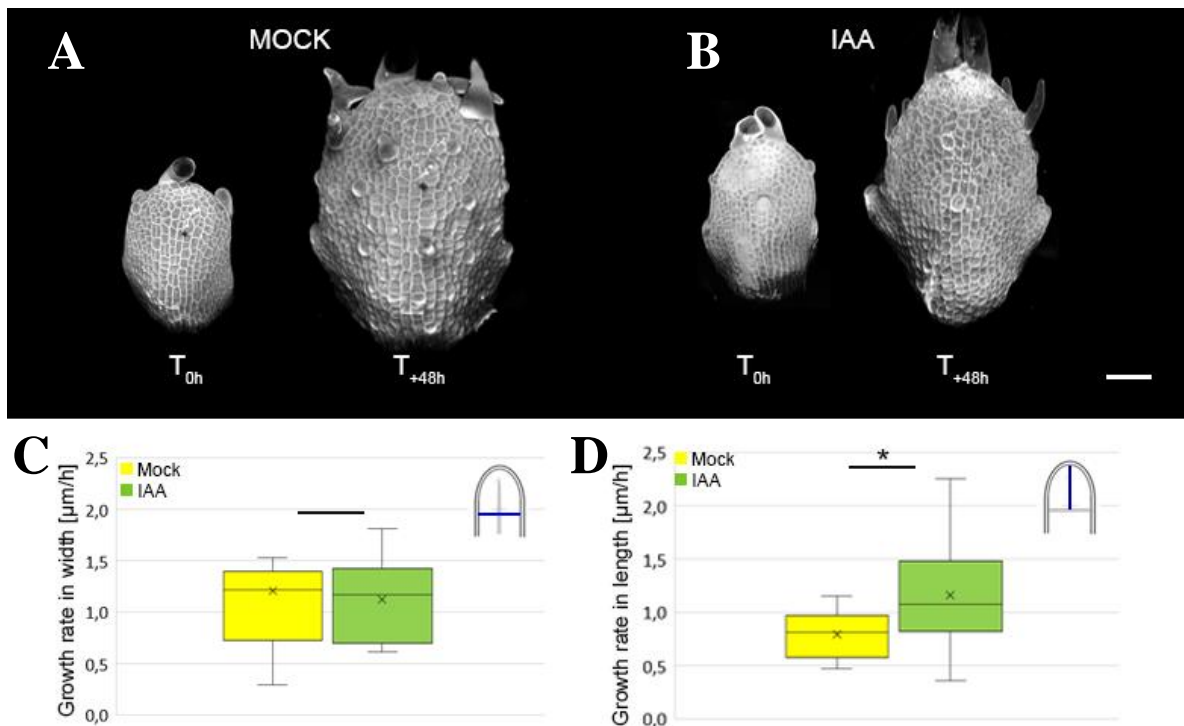 A
MOCK
T0h
T+48h
B
IAA
T0h
T+48h
C
Growth rate in width [µm/h]
2,5
2,0
1,5
1,0
0,5
0,0
Mock
IAA
D
Growth rate in length [µm/h]
2,5
2,0
1,5
1,0
0,5
0,0
Mock
IAA
*